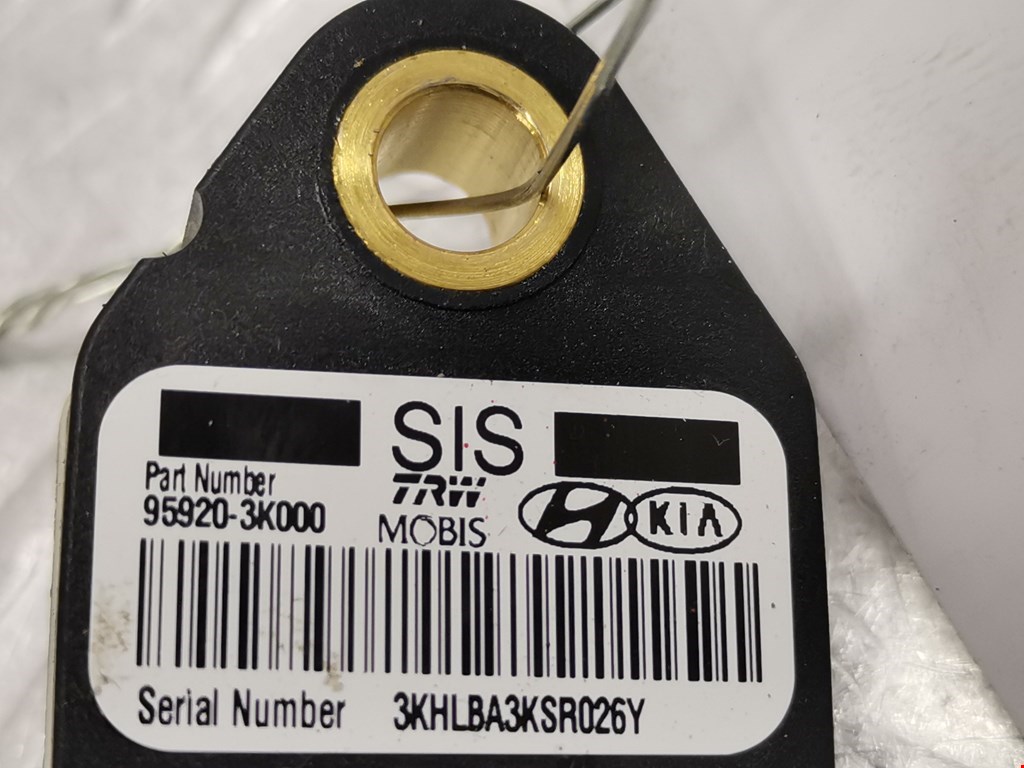 SIS
Part Number
95920-3K000
TRW
MOBIS
KIA
Serial Number 3KHLBA3KSR026Y